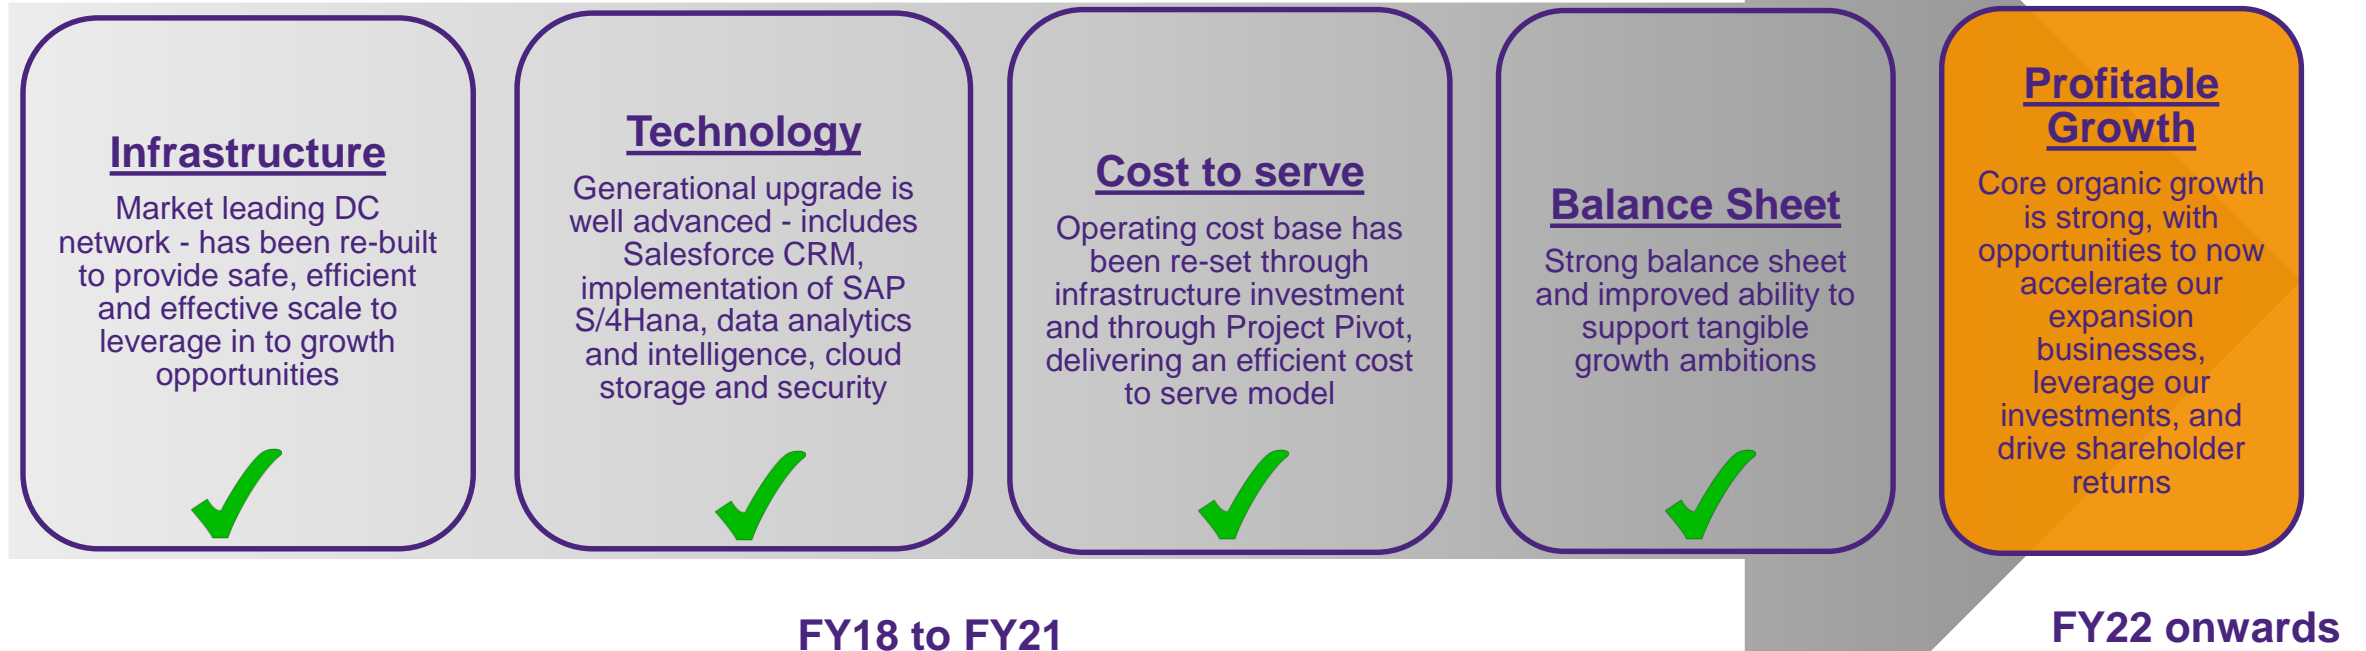 Infrastructure
Market leading DC
network - has been re-built
to provide safe, efficient
and effective scale to
leverage in to growth
opportunities
Technology
Generational upgrade is
well advanced - includes
Salesforce CRM,
implementation of SAP
S/4Hana, data analytics
and intelligence, cloud
storage and security
Cost to serve
Operating cost base has
been re-set through
infrastructure investment
and through Project Pivot,
delivering an efficient cost
to serve model
Balance Sheet
Strong balance sheet
and improved ability to
support tangible
growth ambitions
Profitable
Growth
Core organic growth
is strong, with
opportunities to now
accelerate our
expansion
businesses,
leverage our
investments, and
drive shareholder
returns
FY18 to FY21
FY22 onwards